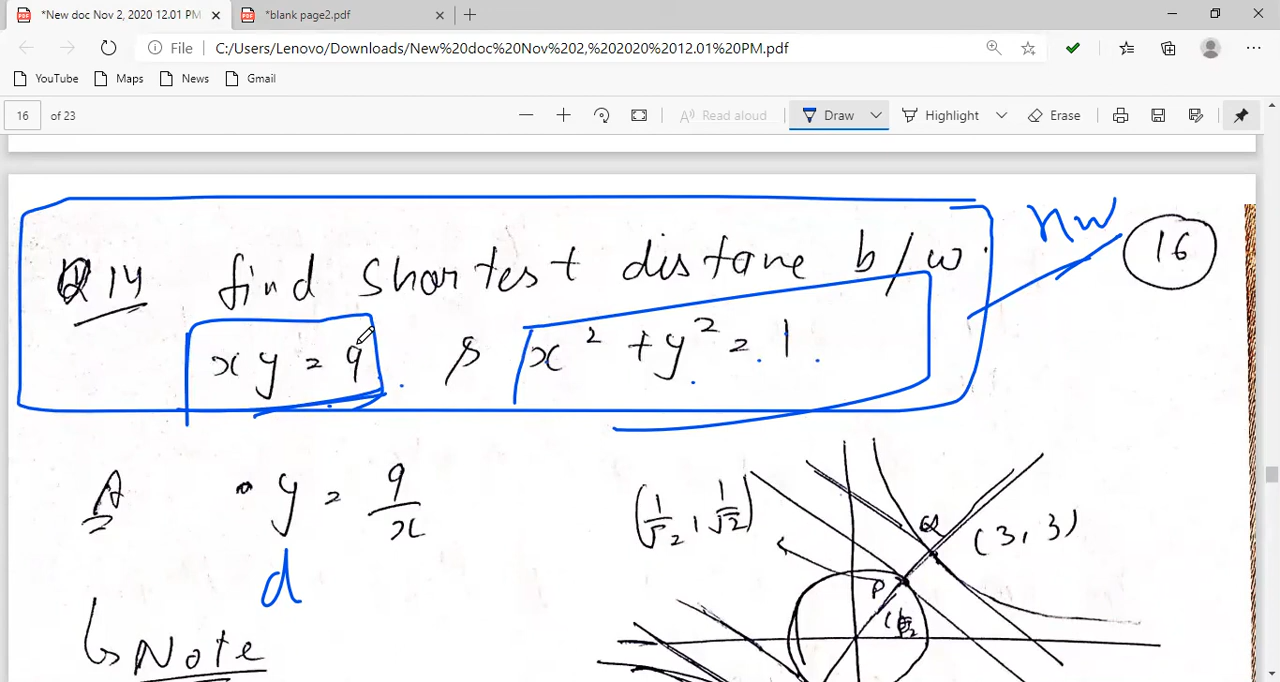 *New doc Nov 2, 2020 12.01 PM
*blank page2.pdf
File C:/Users/Lenovo/Downloads/New%20doc%20Nov%202,%202020%2012.01%20PM.pdf
YouTube Maps News Gmail
16 of 23 Read aloud Draw Highlight Erase
HW
16
Q 14 find Shortest distane b/w.
xy = 9 & x² + y² = 1.
A y = 9/x
(1/√2, 1/√2)
Q (3, 3)
P
d
Note